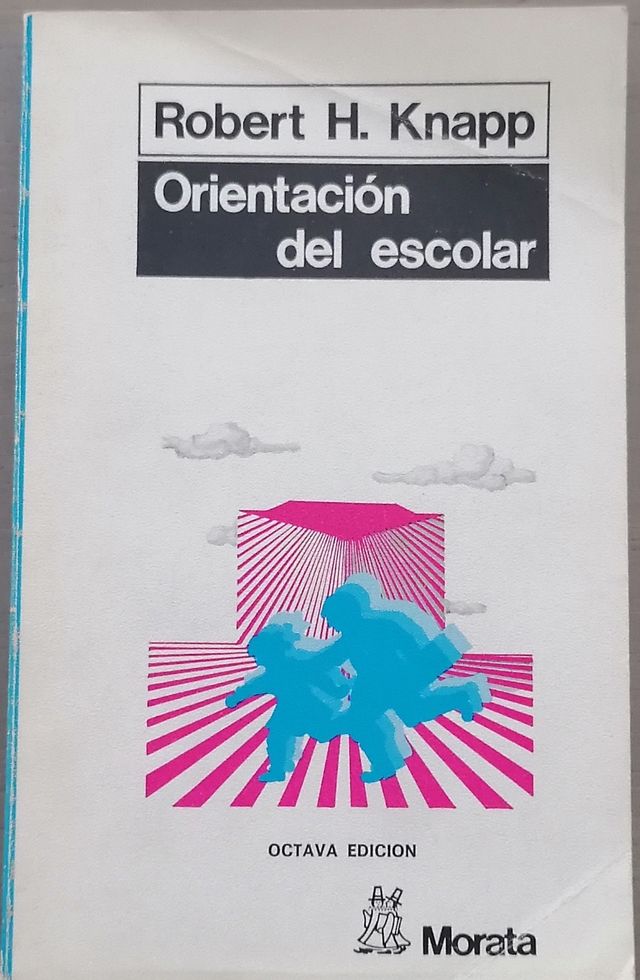 Robert H. Knapp
Orientación
del escolar
OCTAVA EDICION
Morata